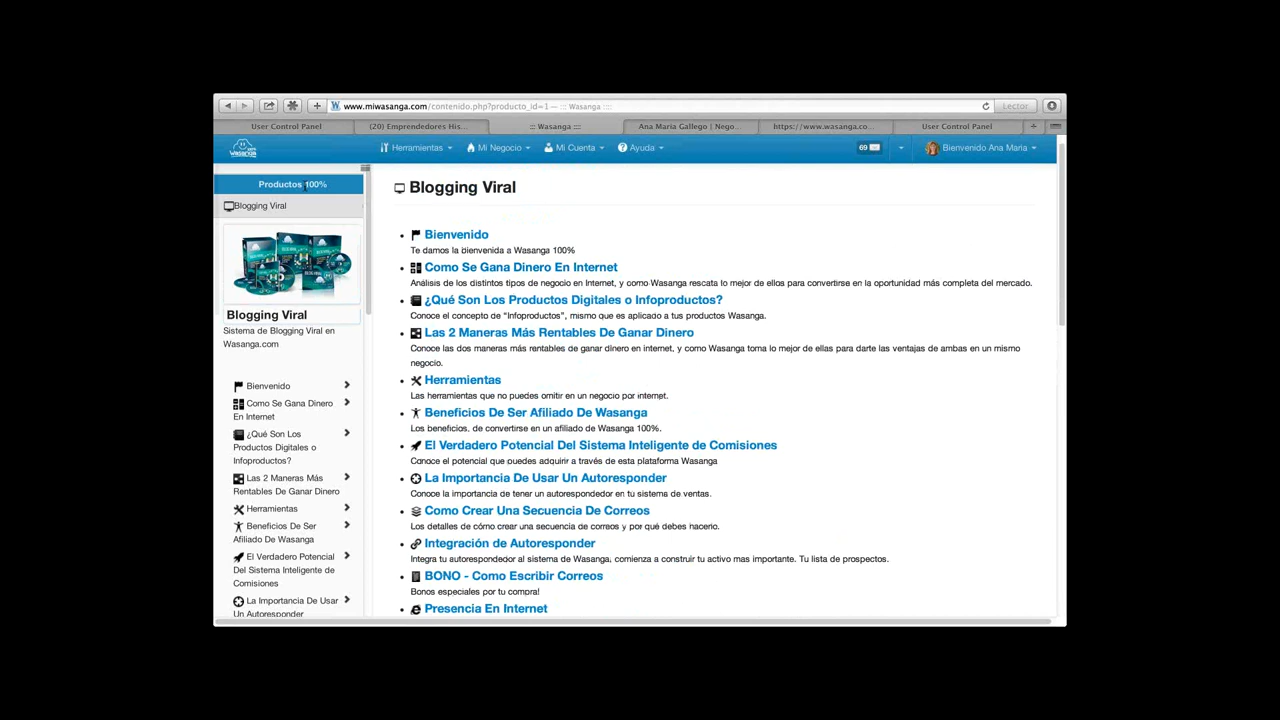 www.miwasanga.com/contenido.php?producto_id=1 — ::: Wasanga ::::
Lector
User Control Panel
(20) Emprendedores His...
::: Wasanga ::::
Ana Maria Gallego | Nego...
https://www.wasanga.co...
User Control Panel
wasanga
Herramientas
Mi Negocio
Mi Cuenta
Ayuda
69
Bienvenido Ana Maria
Productos 100%
Blogging Viral
Blogging Viral
Sistema de Blogging Viral en
Wasanga.com
Bienvenido
Como Se Gana Dinero
En Internet
¿Qué Son Los
Productos Digitales o
Infoproductos?
Las 2 Maneras Más
Rentables De Ganar Dinero
Herramientas
Beneficios De Ser
Afiliado De Wasanga
El Verdadero Potencial
Del Sistema Inteligente de
Comisiones
La Importancia De Usar
Un Autoresponder
Blogging Viral
Bienvenido
Te damos la bienvenida a Wasanga 100%
Como Se Gana Dinero En Internet
Análisis de los distintos tipos de negocio en Internet, y como Wasanga rescata lo mejor de ellos para convertirse en la oportunidad más completa del mercado.
¿Qué Son Los Productos Digitales o Infoproductos?
Conoce el concepto de “Infoproductos”, mismo que es aplicado a tus productos Wasanga.
Las 2 Maneras Más Rentables De Ganar Dinero
Conoce las dos maneras más rentables de ganar dinero en internet, y como Wasanga toma lo mejor de ellas para darte las ventajas de ambas en un mismo
negocio.
Herramientas
Las herramientas que no puedes omitir en un negocio por internet.
Beneficios De Ser Afiliado De Wasanga
Los beneficios, de convertirse en un afiliado de Wasanga 100%.
El Verdadero Potencial Del Sistema Inteligente de Comisiones
Conoce el potencial que puedes adquirir a través de esta plataforma Wasanga
La Importancia De Usar Un Autoresponder
Conoce la importancia de tener un autorespondedor en tu sistema de ventas.
Como Crear Una Secuencia De Correos
Los detalles de cómo crear una secuencia de correos y por qué debes hacerlo.
Integración de Autoresponder
Integra tu autorespondedor al sistema de Wasanga, comienza a construir tu activo mas importante. Tu lista de prospectos.
BONO - Como Escribir Correos
Bonos especiales por tu compra!
Presencia En Internet